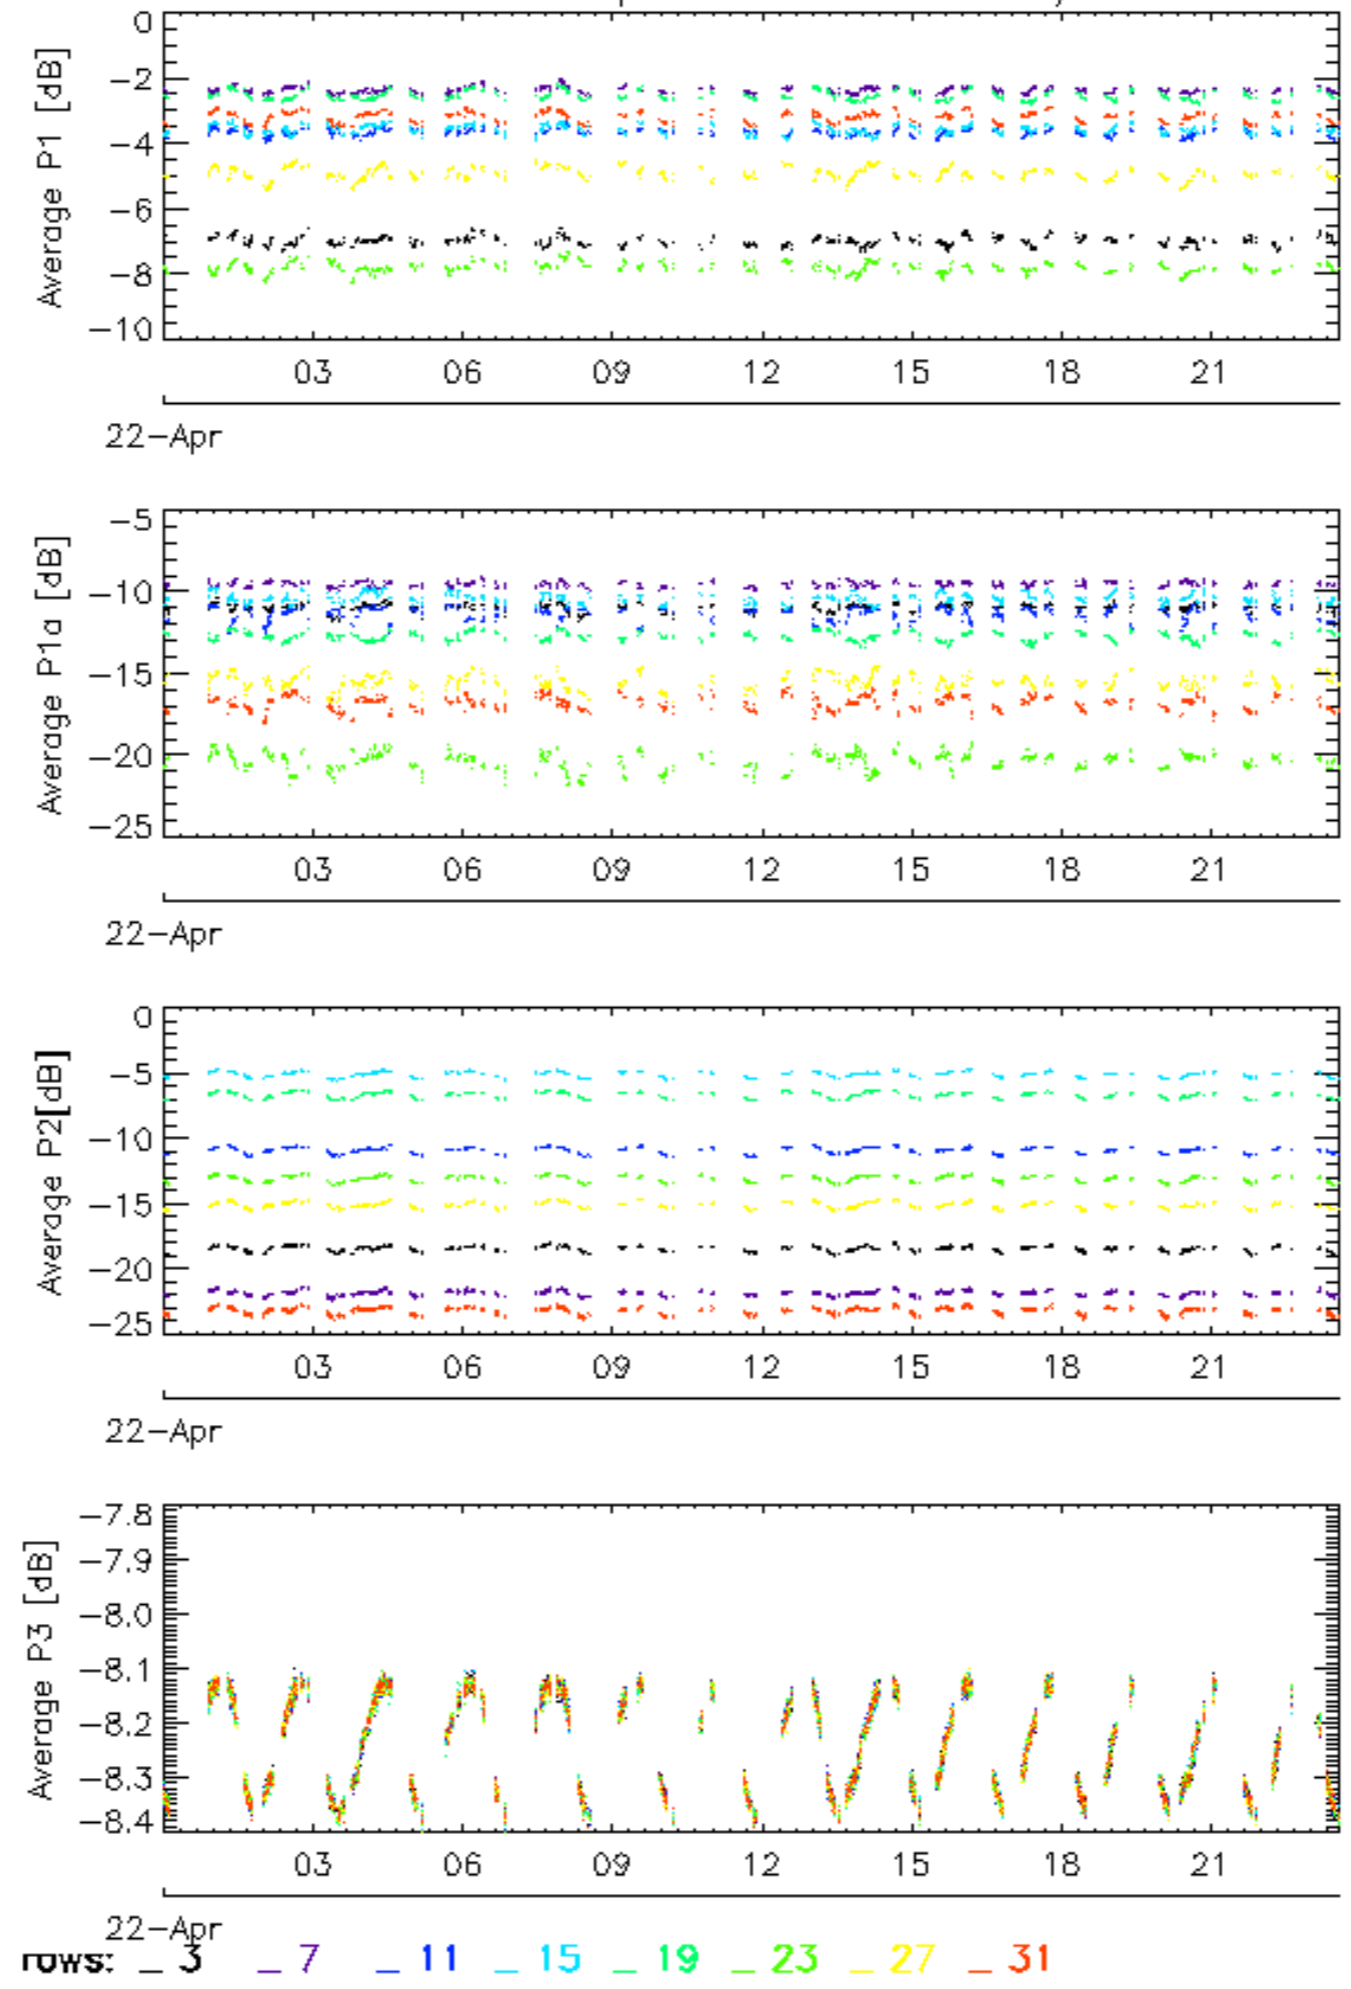 Average P1 [dB]
0
−2
−4
−6
−8
−10
03 06 09 12 15 18 21
22−Apr
Average P1a [dB]
−5
−10
−15
−20
−25
03 06 09 12 15 18 21
22−Apr
Average P2[dB]
0
−5
−10
−15
−20
−25
03 06 09 12 15 18 21
22−Apr
Average P3 [dB]
−7.8
−7.9
−8.0
−8.1
−8.2
−8.3
−8.4
03 06 09 12 15 18 21
22−Apr
rows: _ 3 _ 7 _ 11 _ 15 _ 19 _ 23 _ 27 _ 31